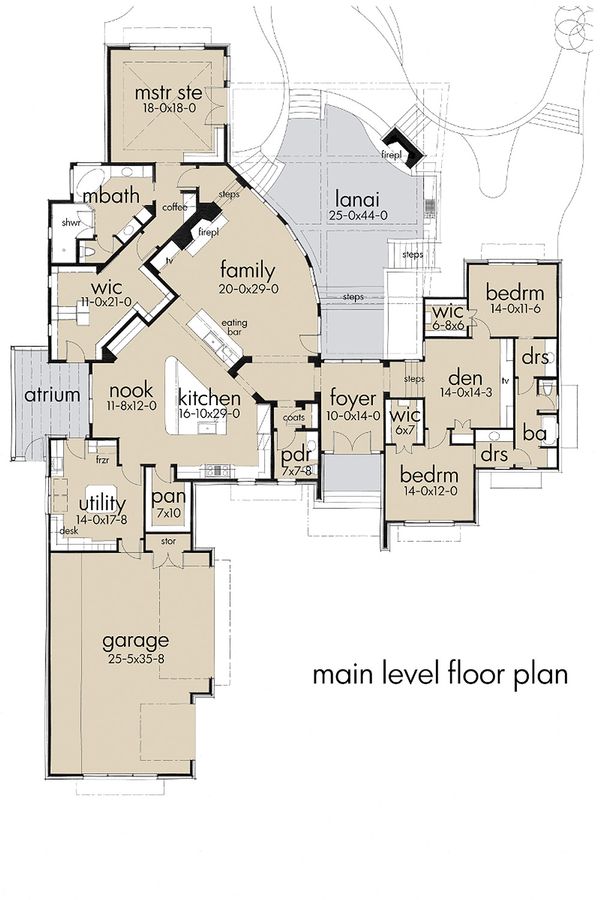 mstr ste
18-0x18-0
firepl
mbath
steps
coffee
lanai
25-0x44-0
shwr
firepl
tv
family
20-0x29-0
steps
wic
11-0x21-0
bedrm
14-0x11-6
steps
wic
6-8x6
eating
bar
drs
atrium
nook
11-8x12-0
kitchen
16-10x29-0
foyer
10-0x14-0
steps
den
14-0x14-3
tv
coats
wic
6x7
ba
frzr
pdr
7x7-8
drs
bedrm
14-0x12-0
utility
14-0x17-8
pan
7x10
desk
stor
garage
25-5x35-8
main level floor plan